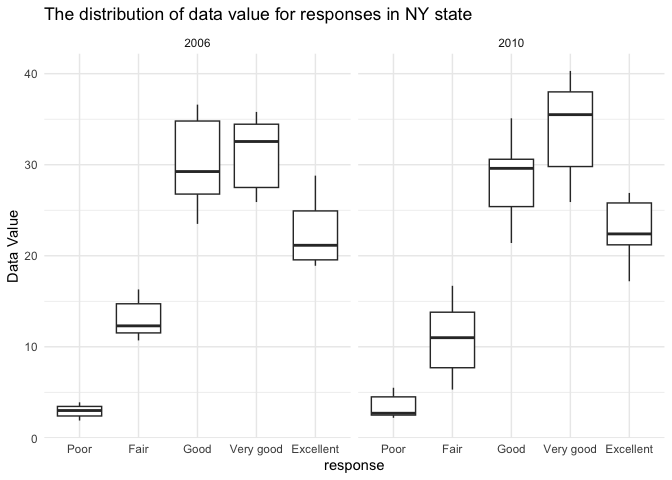 The distribution of data value for responses in NY state
2006
2010
40
30
20
10
0
Data Value
Poor Fair Good Very good Excellent
Poor Fair Good Very good Excellent
response